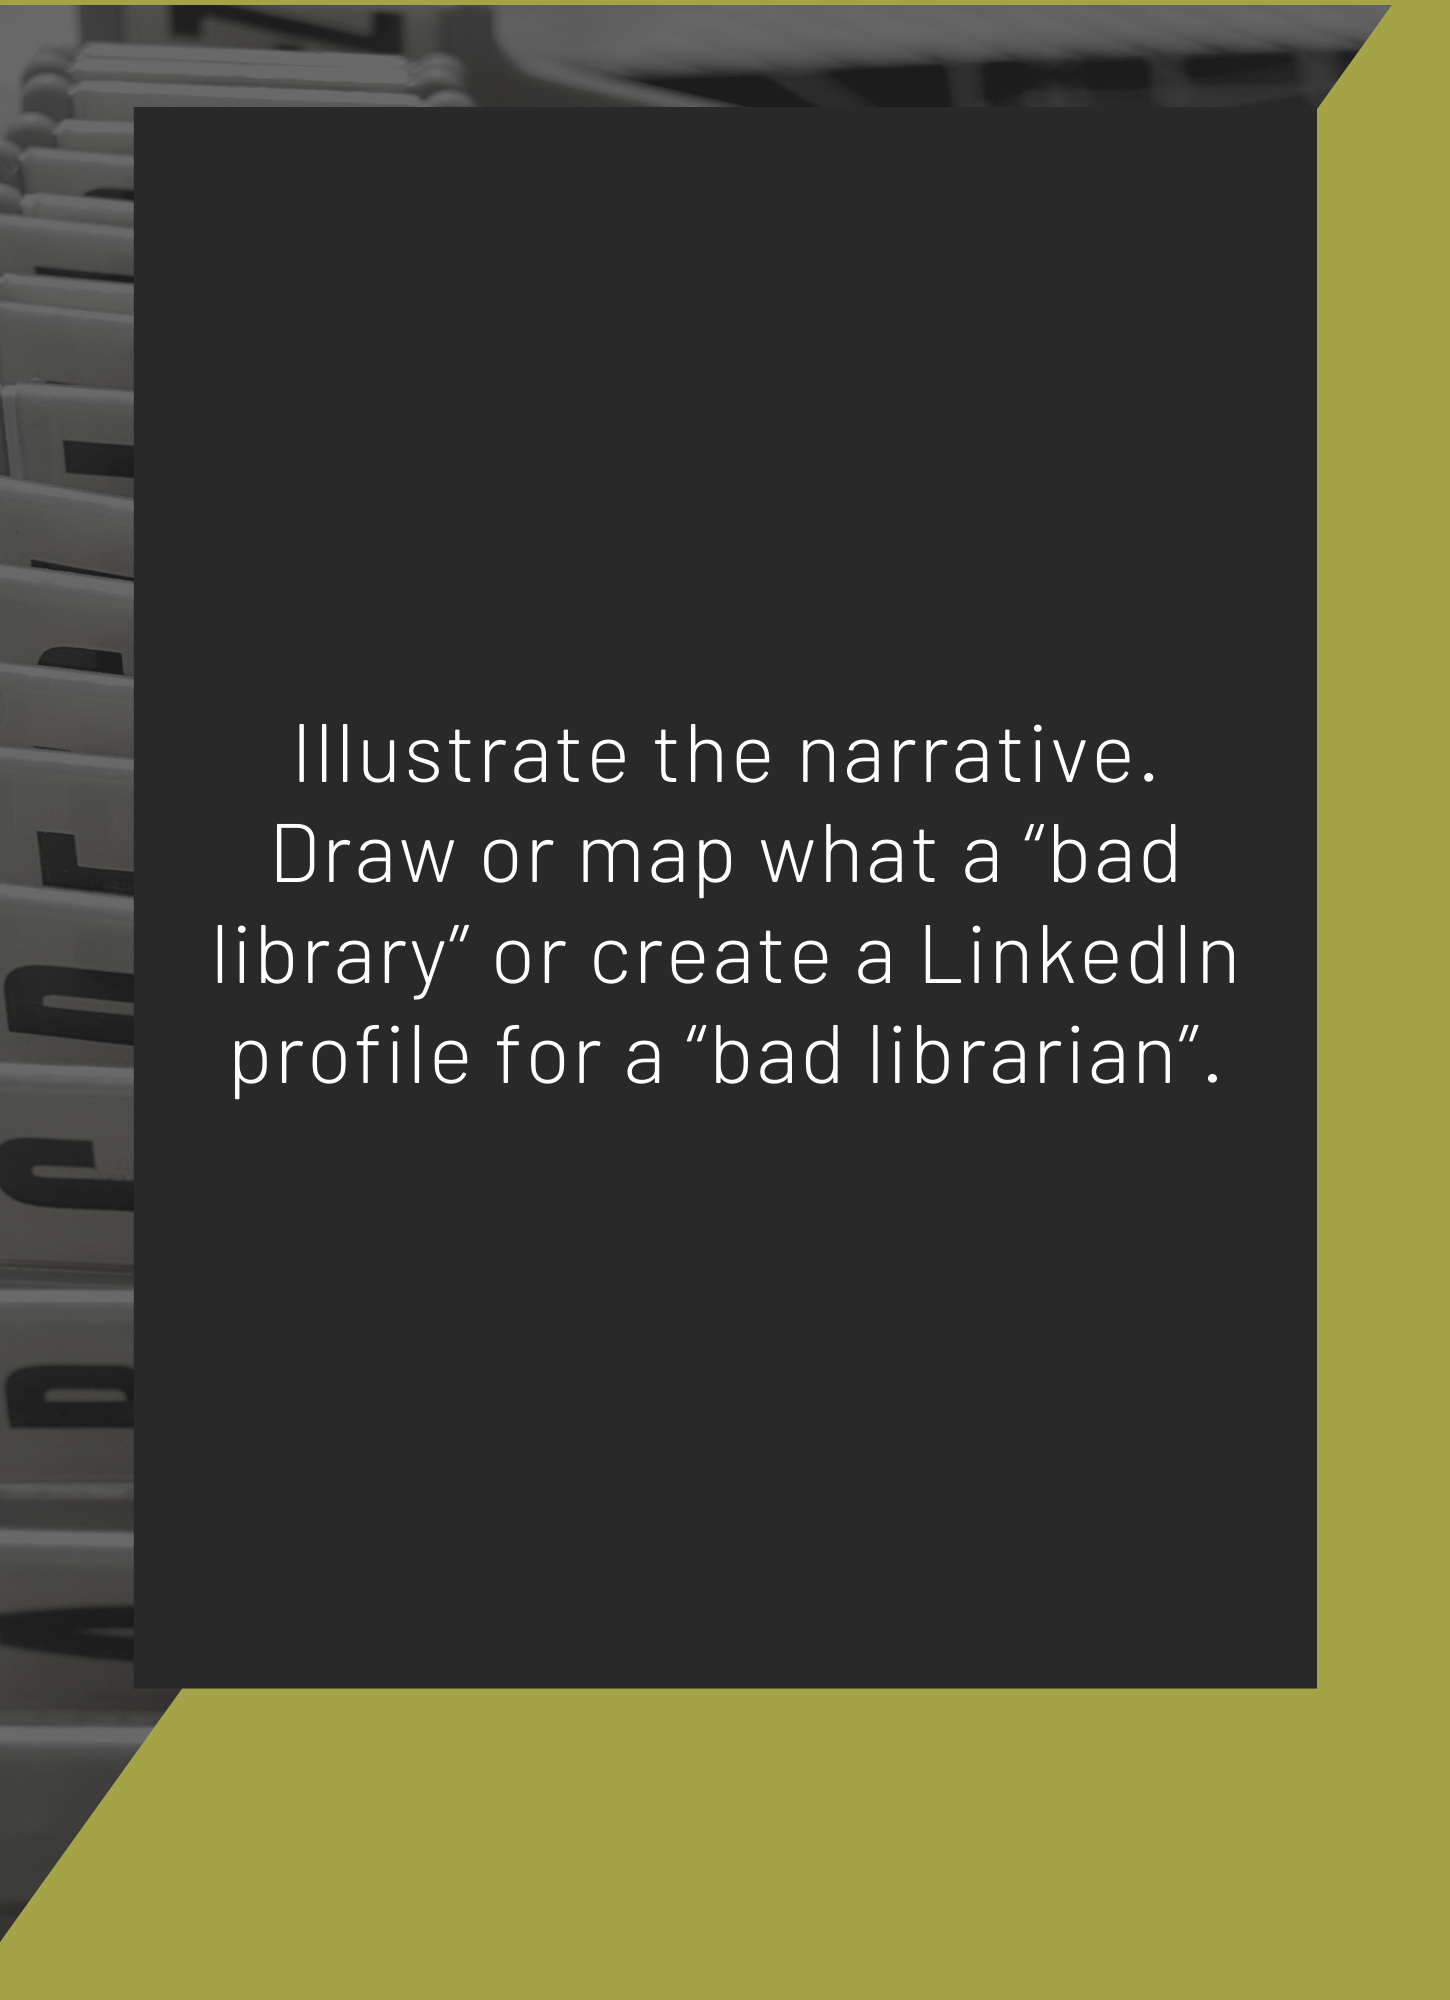 Illustrate the narrative.
Draw or map what a “bad
library” or create a LinkedIn
profile for a “bad librarian”.